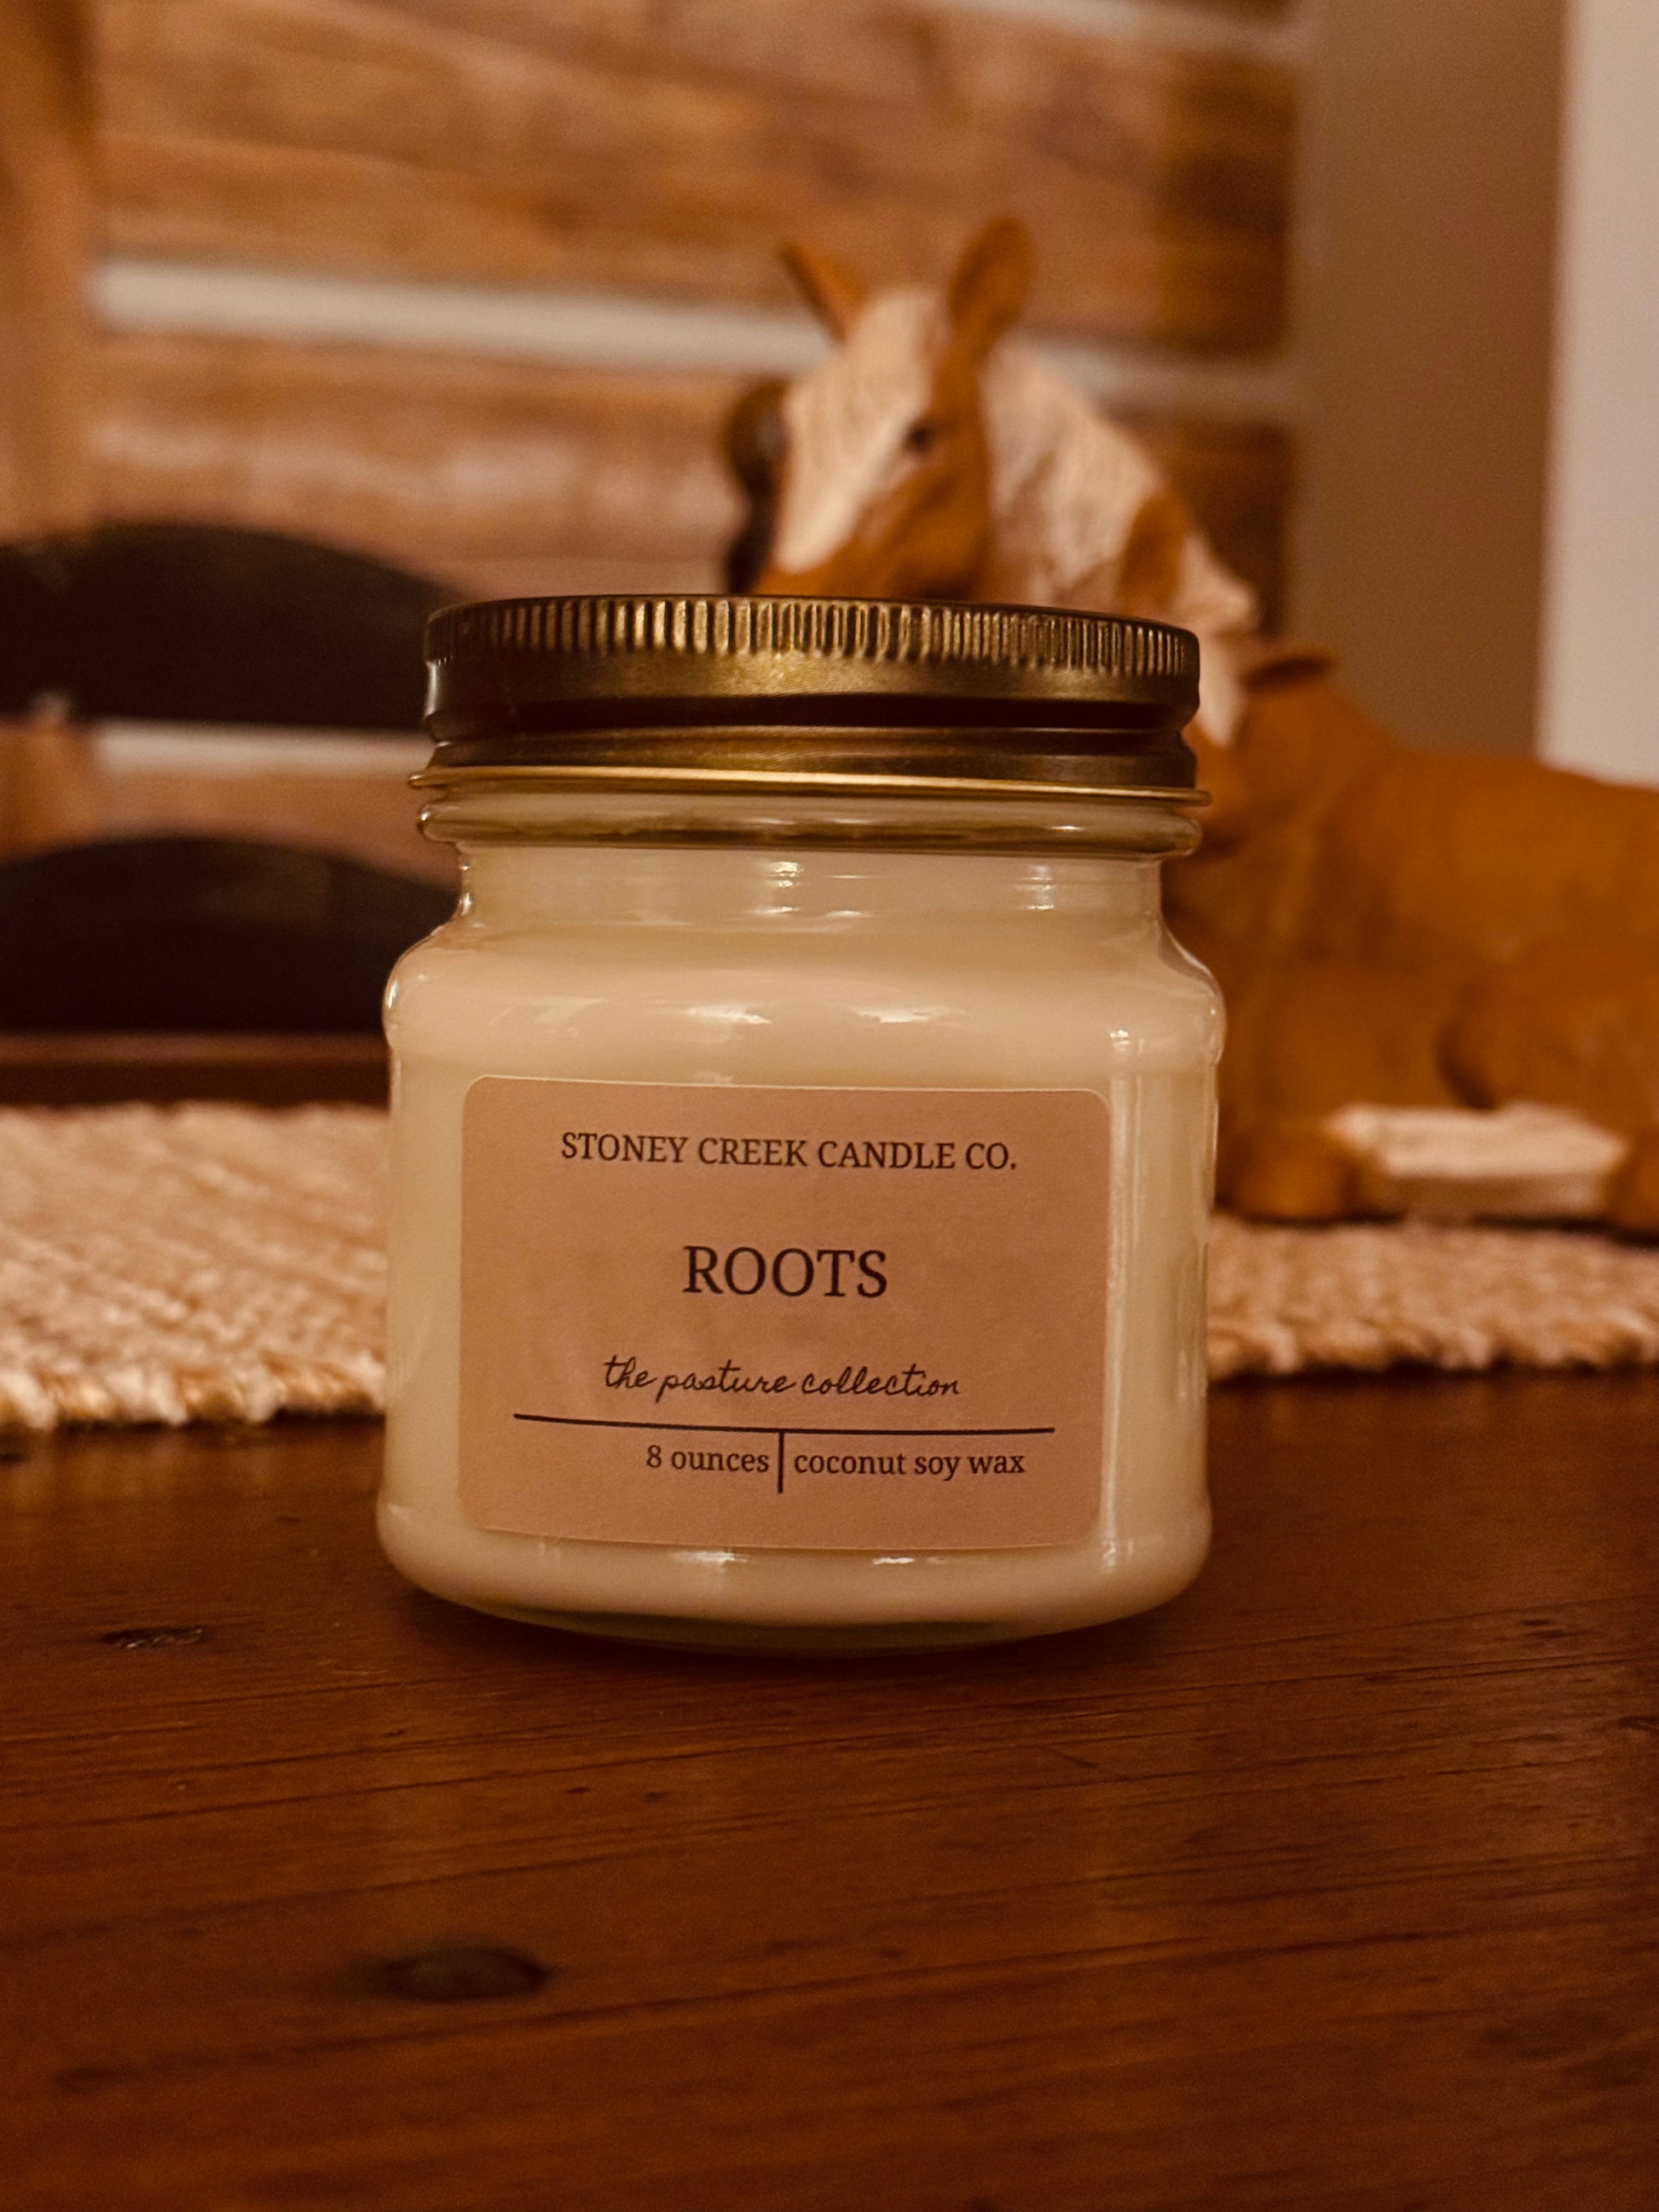 STONEY CREEK CANDLE CO.
ROOTS
the pasture collection
8 ounces | coconut soy wax